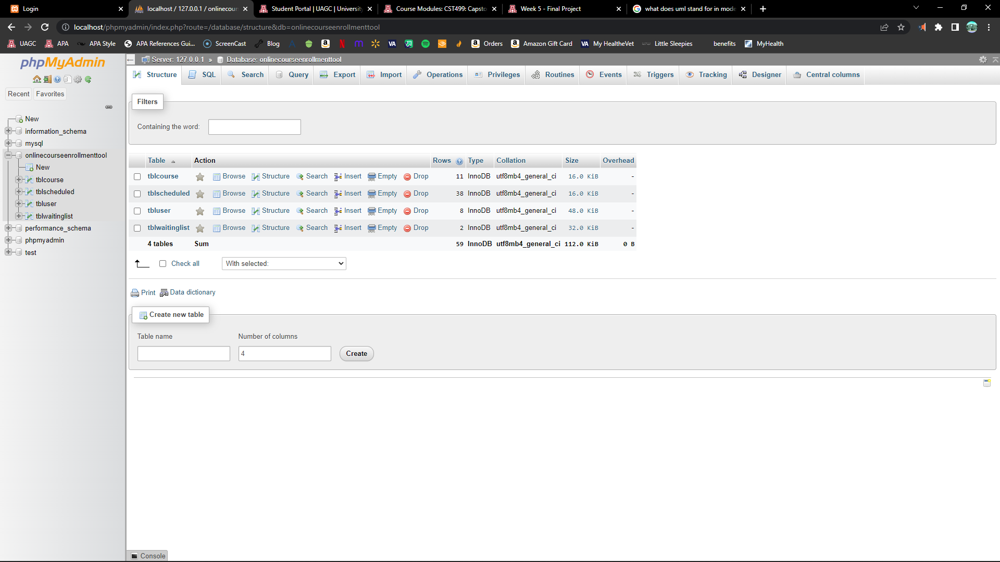 Login
localhost / 127.0.0.1 / onlinecours
Student Portal | UAGC | University
Course Modules: CST499: Capsto
Week 5 - Final Project
what does uml stand for in mode
localhost/phpmyadmin/index.php?route=/database/structure&db=onlinecourseenrollmenttool
UAGC
APA
APA Style
APA References Gui...
ScreenCast
Blog
Orders
Amazon Gift Card
VA My HealtheVet
Little Sleepies
benefits
MyHealth
phpMyAdmin
Recent Favorites
New
information_schema
mysql
onlinecourseenrollmenttool
New
tblcourse
tblscheduled
tbluser
tblwaitinglist
performance_schema
phpmyadmin
test
Server: 127.0.0.1 » Database: onlinecourseenrollmenttool
Structure SQL Search Query Export Import Operations Privileges Routines Events Triggers Tracking Designer Central columns
Filters
Containing the word:
Table Action Rows Type Collation Size Overhead
tblcourse Browse Structure Search Insert Empty Drop 11 InnoDB utf8mb4_general_ci 16.0 KiB -
tblscheduled Browse Structure Search Insert Empty Drop 38 InnoDB utf8mb4_general_ci 16.0 KiB -
tbluser Browse Structure Search Insert Empty Drop 8 InnoDB utf8mb4_general_ci 48.0 KiB -
tblwaitinglist Browse Structure Search Insert Empty Drop 2 InnoDB utf8mb4_general_ci 32.0 KiB -
4 tables Sum 59 InnoDB utf8mb4_general_ci 112.0 KiB 0 B
Check all With selected:
Print Data dictionary
Create new table
Table name Number of columns
4 Create
Console